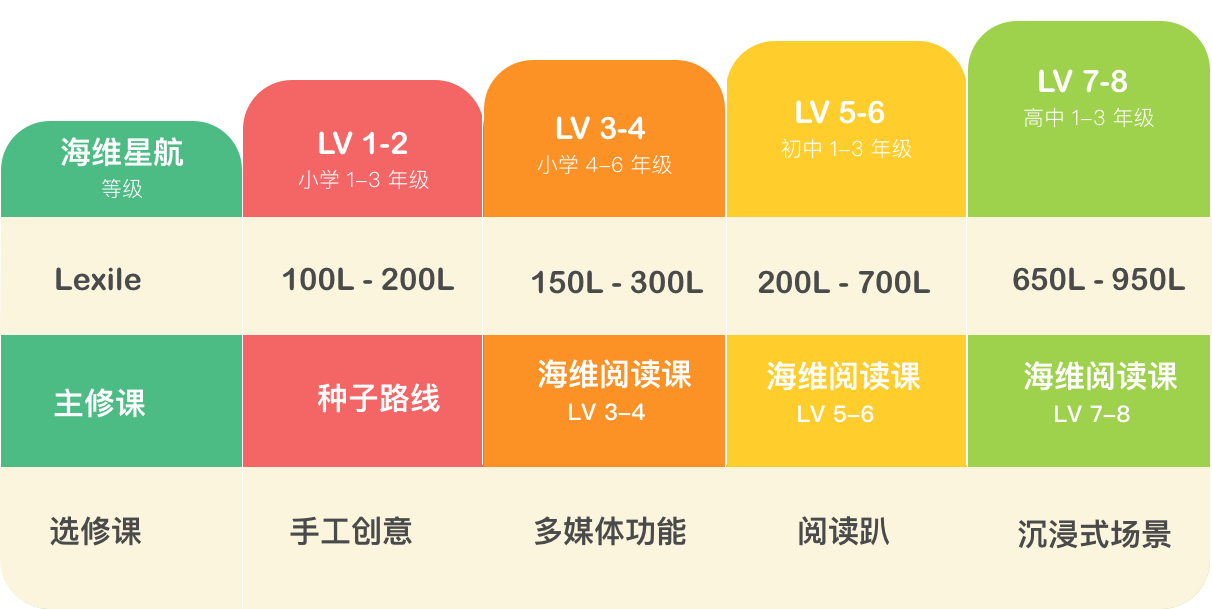 海维星航
等级
LV 1-2
小学 1–3 年级
LV 3-4
小学 4–6 年级
LV 5-6
初中 1–3 年级
LV 7-8
高中 1–3 年级
Lexile
100L - 200L
150L - 300L
200L - 700L
650L - 950L
主修课
种子路线
海维阅读课
LV 3–4
海维阅读课
LV 5–6
海维阅读课
LV 7–8
选修课
手工创意
多媒体功能
阅读趴
沉浸式场景